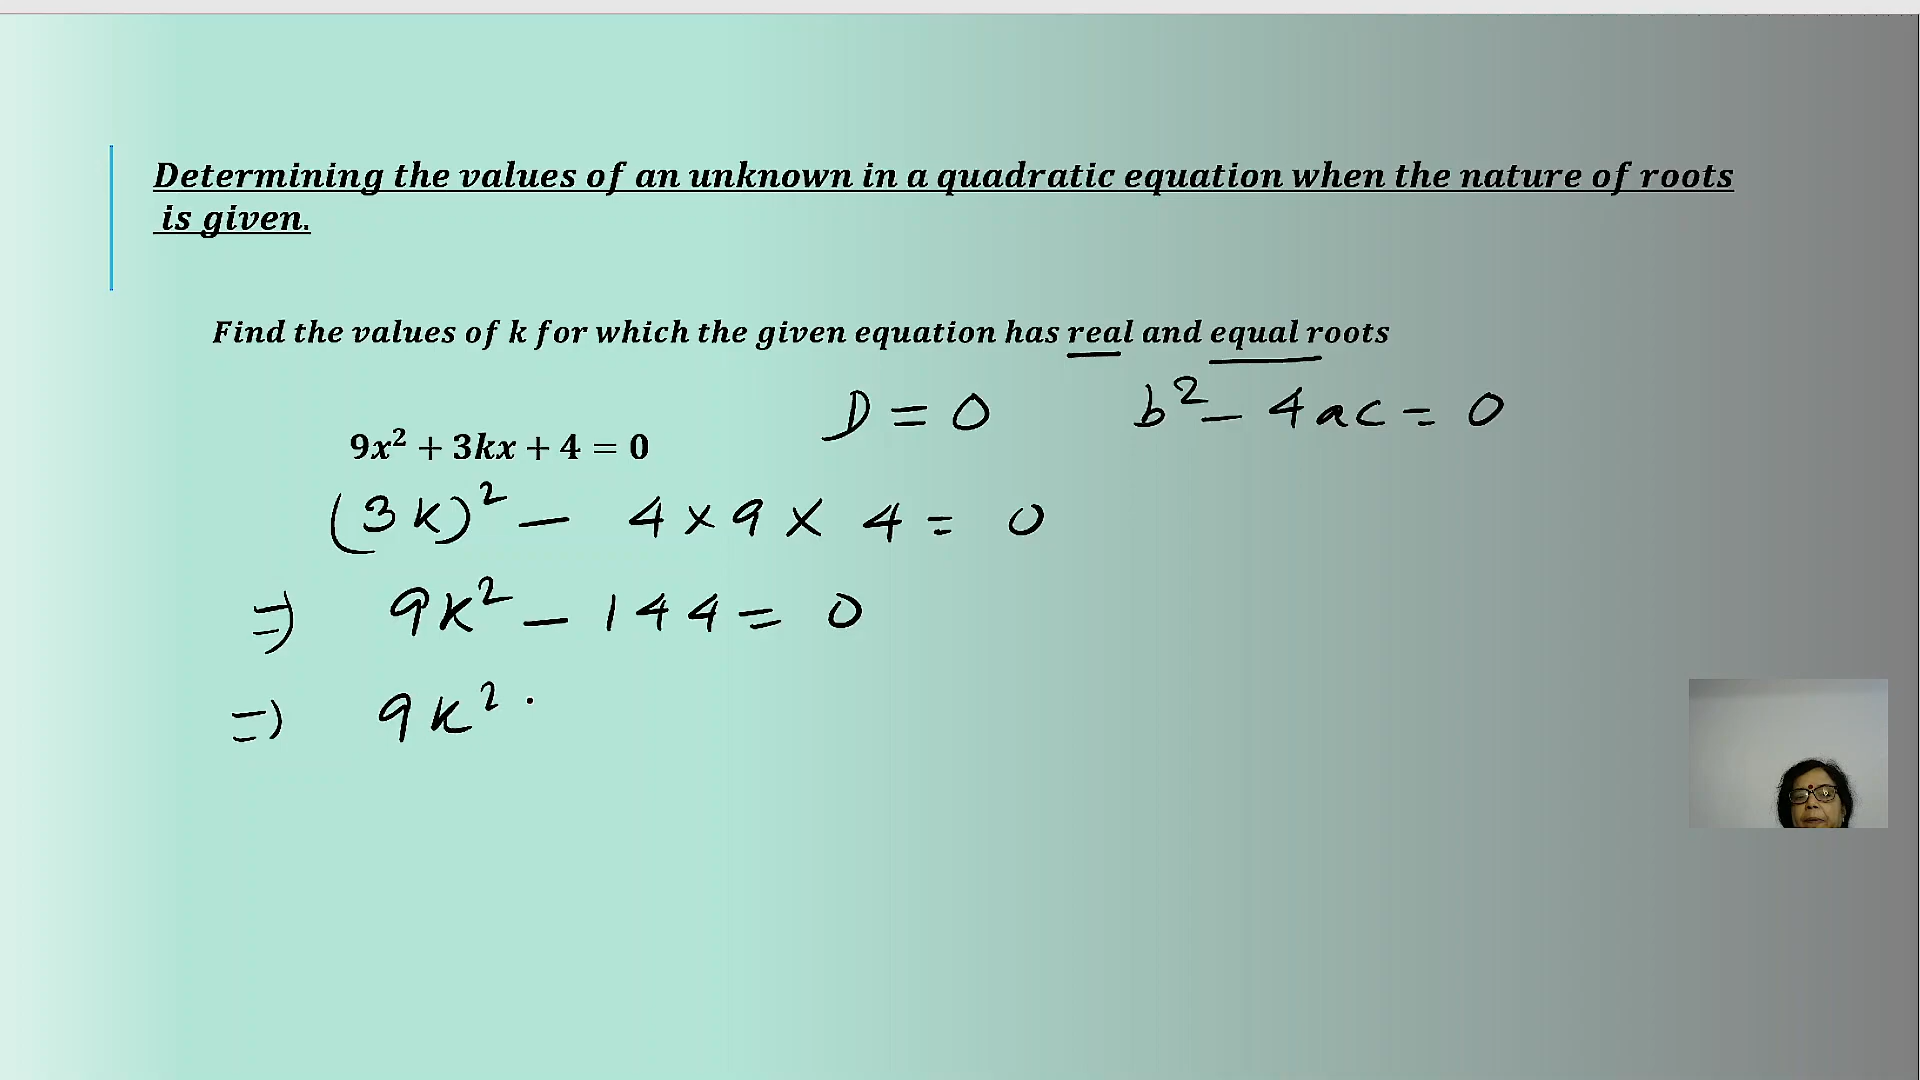 Determining the values of an unknown in a quadratic equation when the nature of roots
is given.
Find the values of k for which the given equation has real and equal roots
D = 0 b² - 4ac = 0
9x² + 3kx + 4 = 0
(3k)² - 4 × 9 × 4 = 0
⇒ 9k² - 144 = 0
⇒ 9k² ·